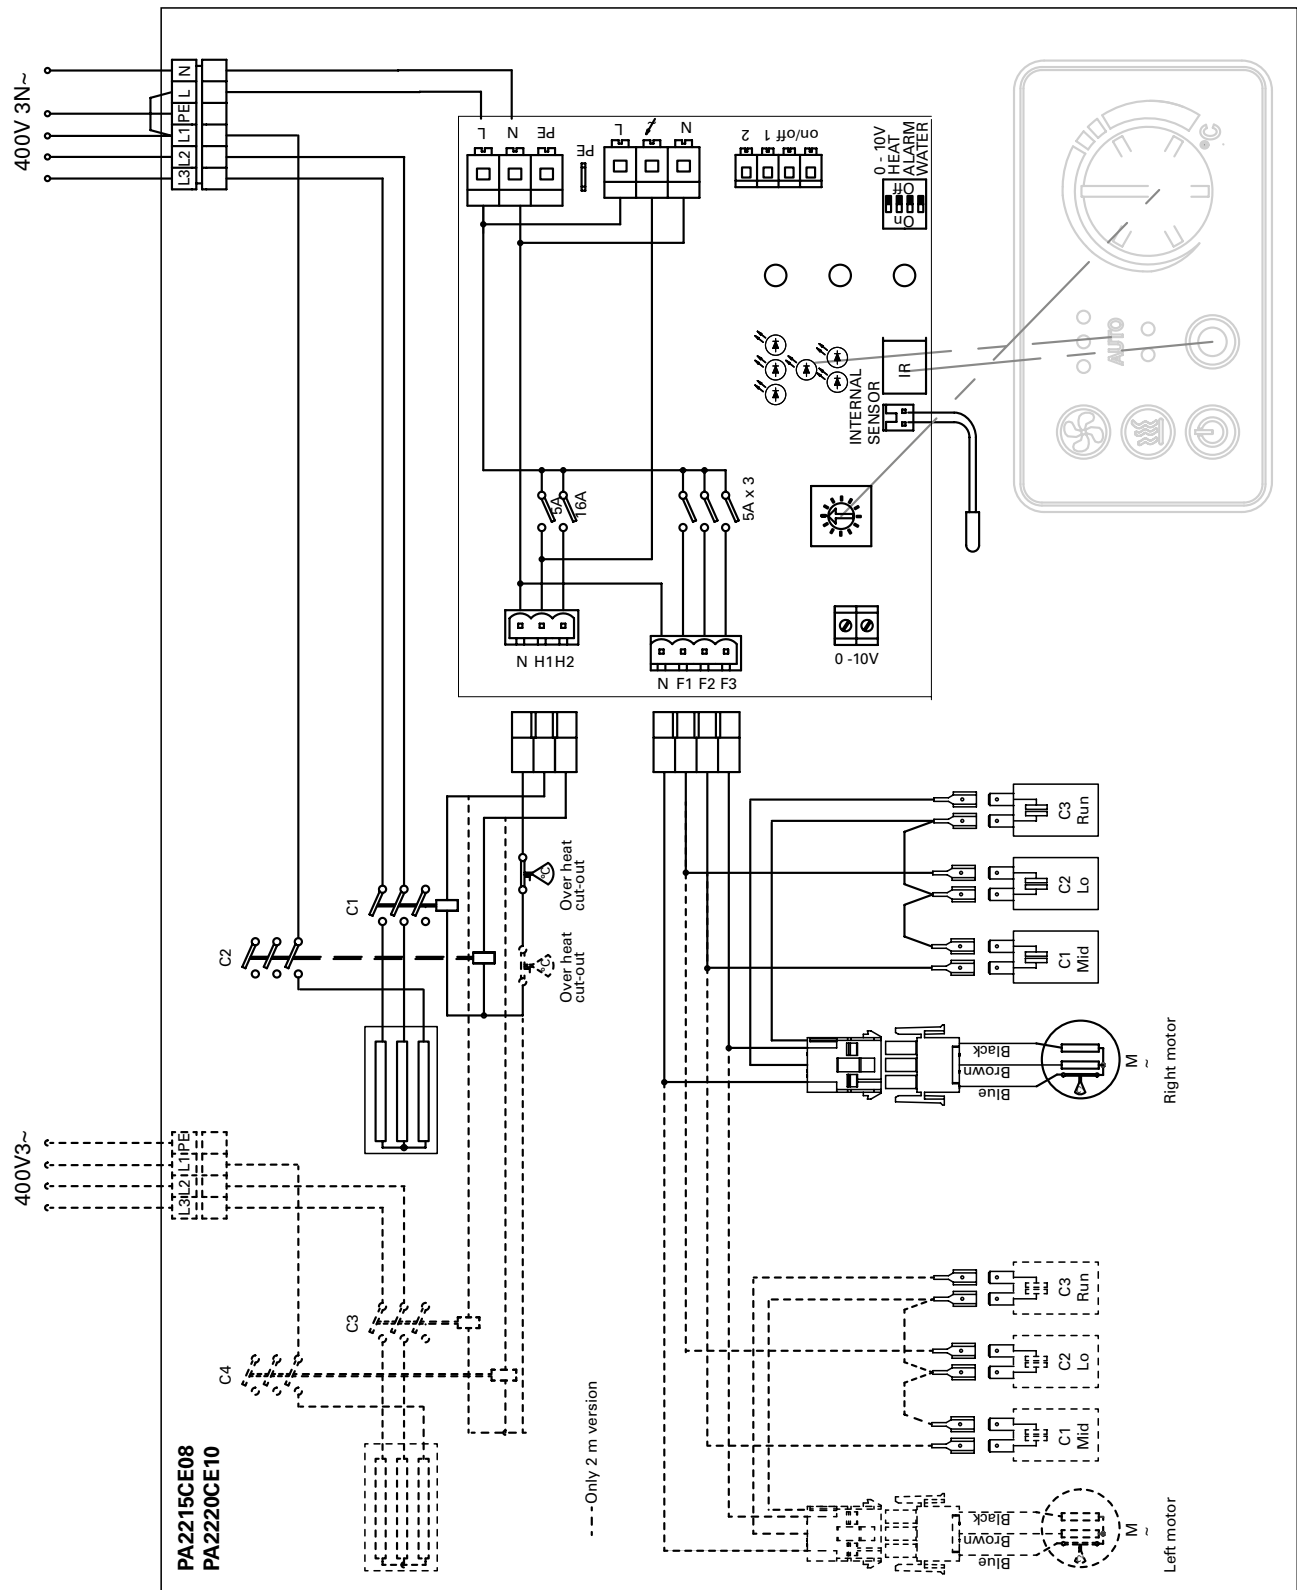 400V 3N~
N
L
PE
L1
L2
L3
L
N
PE
PE
L
N
2
1
on/off
0 - 10V
HEAT
ALARM
WATER
Off
On
°C
AUTO
INTERNAL
SENSOR
IR
5A
16A
5A x 3
N H1 H2
N F1 F2 F3
0 -10V
C1
C2
°C
Over heat
cut-out
°C
Over heat
cut-out
C3
Run
C2
Lo
C1
Mid
Black
Brown
Blue
M
~
Right motor
400V3~
PE
L1
L2
L3
C3
C4
C3
Run
C2
Lo
C1
Mid
Black
Brown
Blue
M
~
Left motor
---Only 2 m version
PA2215CE08
PA2220CE10